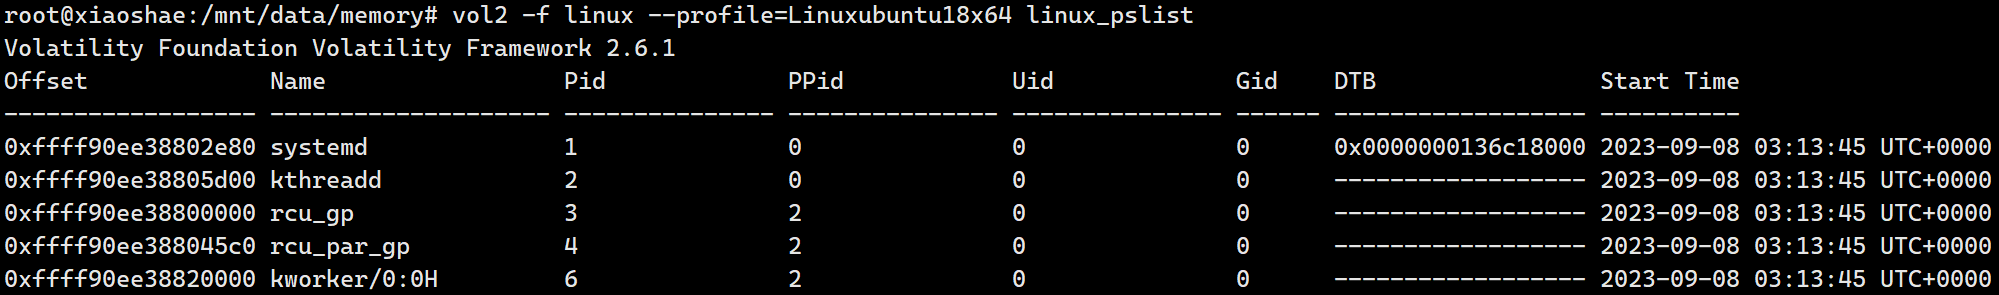 root@xiaoshae:/mnt/data/memory# vol2 -f linux --profile=Linuxubuntu18x64 linux_pslist
Volatility Foundation Volatility Framework 2.6.1
Offset             Name                 Pid             PPid            Uid             Gid    DTB                Start Time
------------------ -------------------- --------------- --------------- --------------- ------ ------------------ ----------
0xffff90ee38802e80 systemd              1               0               0               0      0x0000000136c18000 2023-09-08 03:13:45 UTC+0000
0xffff90ee38805d00 kthreadd             2               0               0               0      ------------------ 2023-09-08 03:13:45 UTC+0000
0xffff90ee38800000 rcu_gp               3               2               0               0      ------------------ 2023-09-08 03:13:45 UTC+0000
0xffff90ee388045c0 rcu_par_gp           4               2               0               0      ------------------ 2023-09-08 03:13:45 UTC+0000
0xffff90ee38820000 kworker/0:0H         6               2               0               0      ------------------ 2023-09-08 03:13:45 UTC+0000